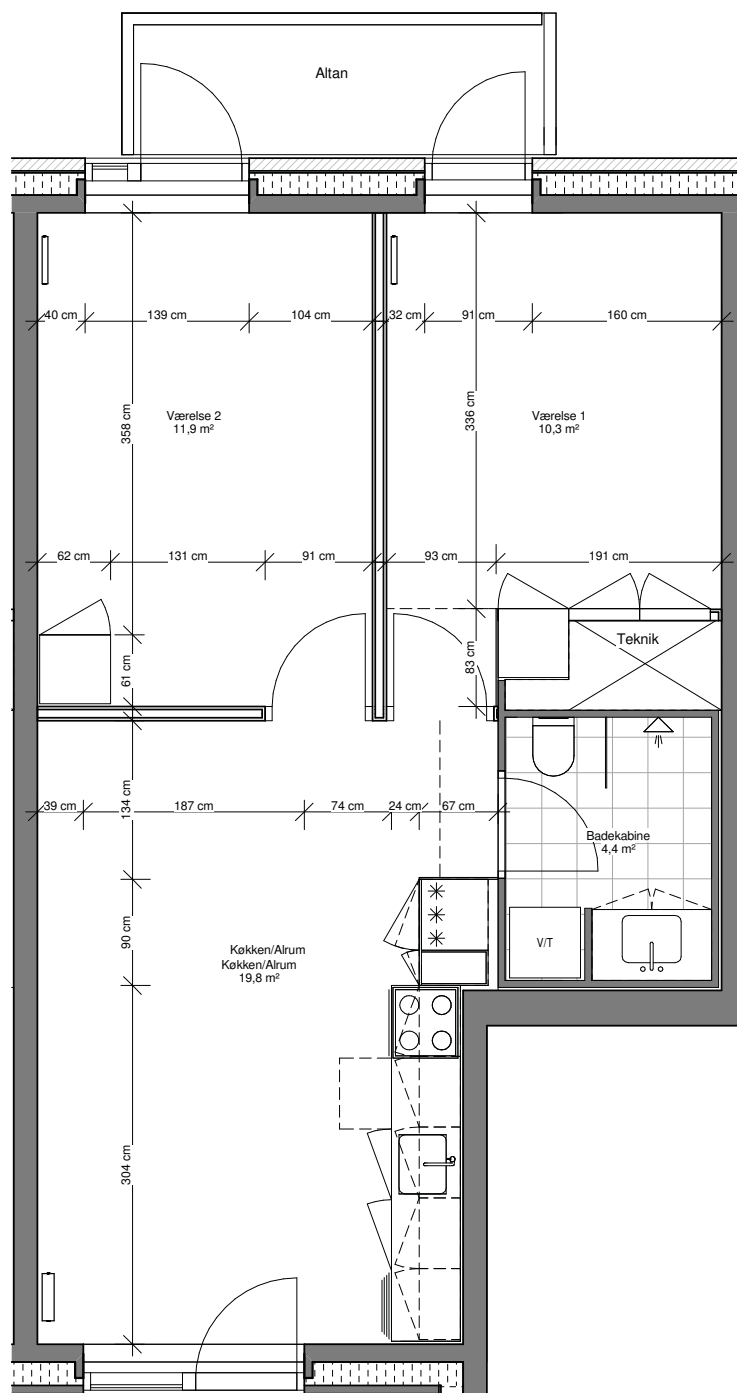 Altan
40 cm
139 cm
104 cm
32 cm
91 cm
160 cm
358 cm
336 cm
Værelse 2
11,9 m²
Værelse 1
10,3 m²
62 cm
131 cm
91 cm
93 cm
191 cm
61 cm
83 cm
Teknik
134 cm
39 cm
187 cm
74 cm
24 cm
67 cm
Badekabine
4,4 m²
90 cm
Køkken/Alrum
Køkken/Alrum
19,8 m²
V/T
304 cm